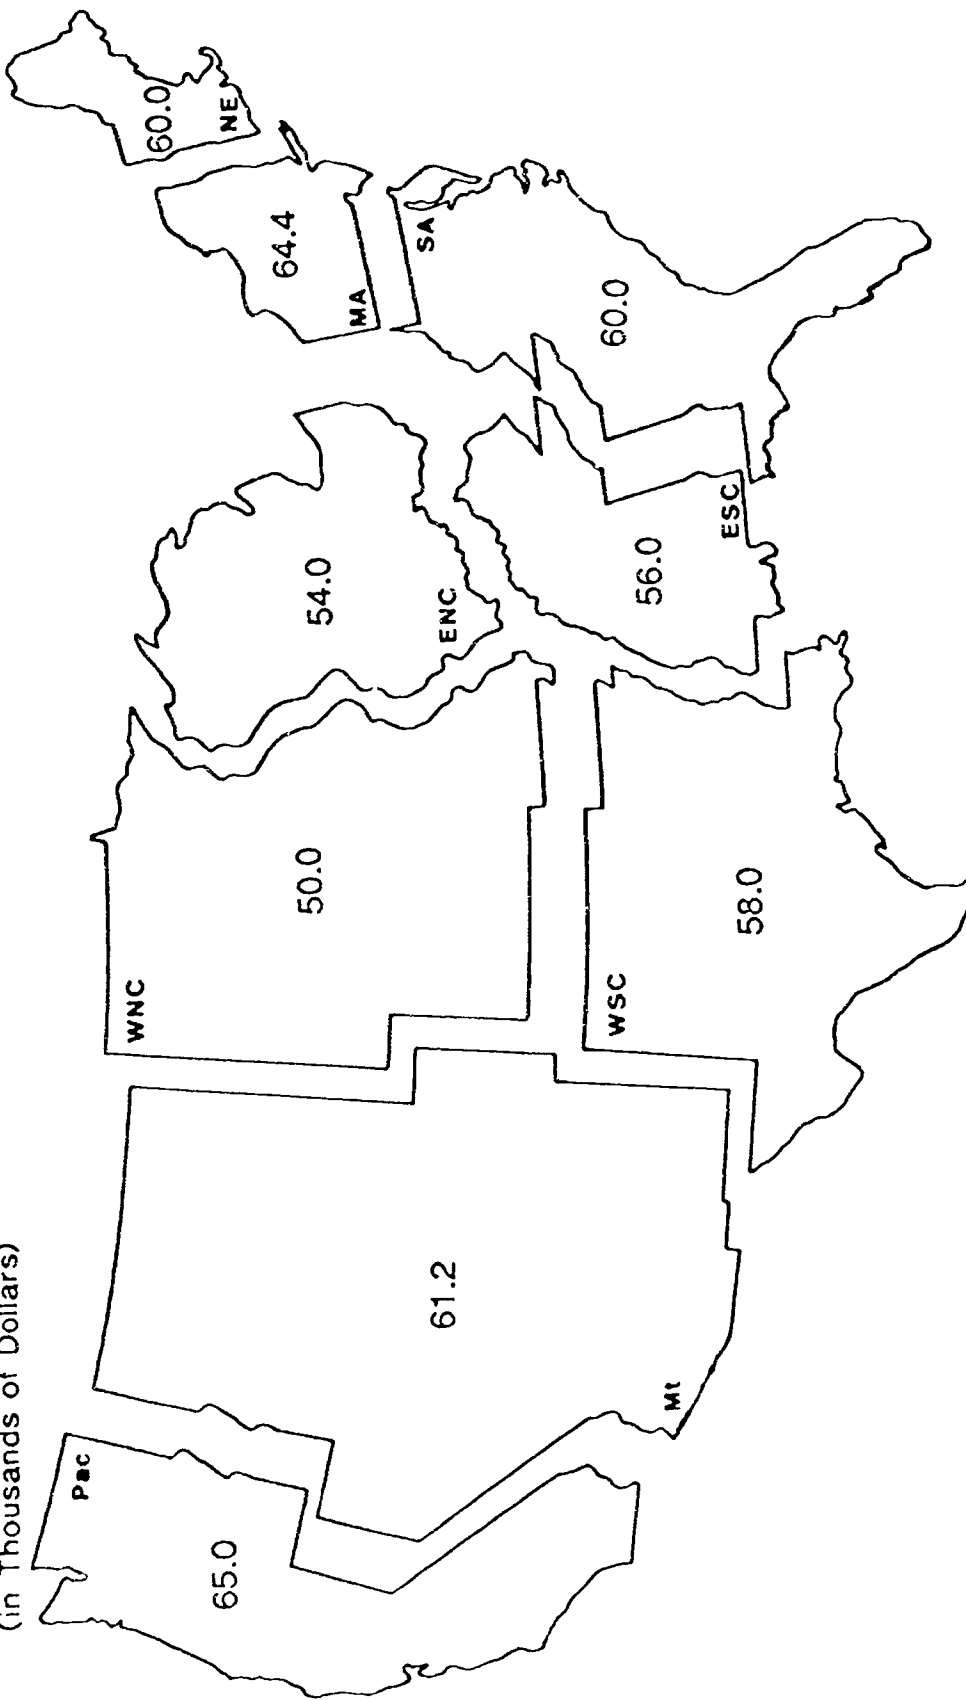 (in Thousands of Dollars)
Pac
65.0
61.2
Mt
WNC
50.0
WSC
58.0
54.0
ENC
56.0
ESC
64.4
MA
SA
60.0
60.0
NE